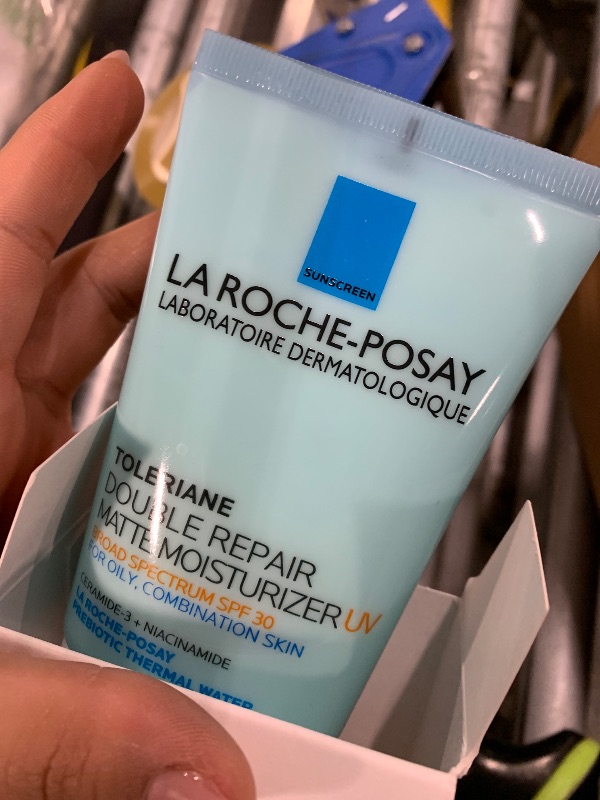 SUNSCREEN
LA ROCHE-POSAY
LABORATOIRE DERMATOLOGIQUE
TOLERIANE
DOUBLE REPAIR
MATTE MOISTURIZER UV
BROAD SPECTRUM SPF 30
FOR OILY, COMBINATION SKIN
CERAMIDE-3 + NIACINAMIDE
LA ROCHE-POSAY
PREBIOTIC THERMAL WATER